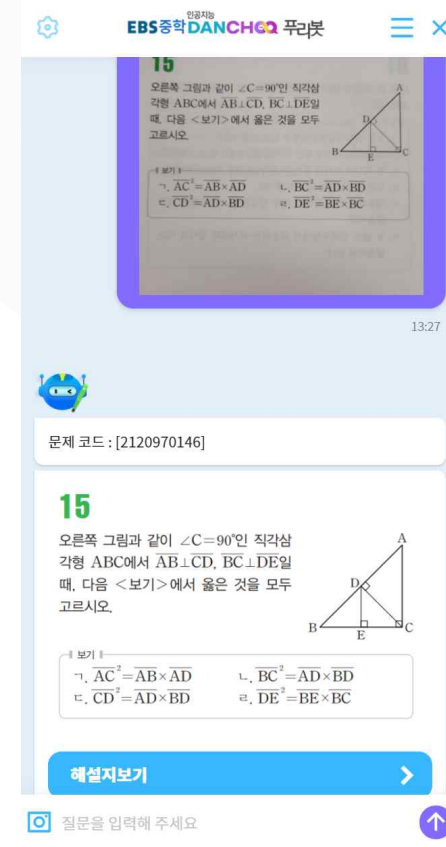 인공지능
EBS중학DANCHOO 푸리봇
15
오른쪽 그림과 같이 ∠C=90°인 직각삼
각형 ABC에서 AB⊥CD, BC⊥DE일
때, 다음 <보기>에서 옳은 것을 모두
고르시오.
A
D
B
E
C
보기
ㄱ. AC²=AB×AD ㄴ. BC²=AD×BD
ㄷ. CD²=AD×BD ㄹ. DE²=BE×BC
13:27
문제 코드 : [2120970146]
15
오른쪽 그림과 같이 ∠C=90°인 직각삼
각형 ABC에서 AB⊥CD, BC⊥DE일
때, 다음 <보기>에서 옳은 것을 모두
고르시오.
A
D
B
E
C
보기
ㄱ. AC²=AB×AD ㄴ. BC²=AD×BD
ㄷ. CD²=AD×BD ㄹ. DE²=BE×BC
해설지보기
질문을 입력해 주세요